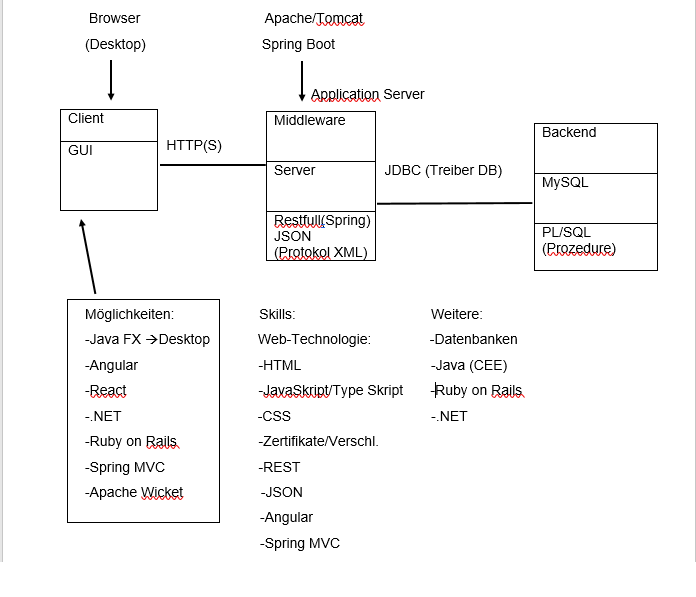 Browser
(Desktop)
Apache/Tomcat
Spring Boot
Application Server
Client
GUI
HTTP(S)
Middleware
Server
Restfull(Spring)
JSON
(Protokol XML)
JDBC (Treiber DB)
Backend
MySQL
PL/SQL
(Prozedure)
Möglichkeiten:
-Java FX →Desktop
-Angular
-React
-.NET
-Ruby on Rails
-Spring MVC
-Apache Wicket
Skills:
Web-Technologie:
-HTML
-JavaSkript/Type Skript
-CSS
-Zertifikate/Verschl.
-REST
-JSON
-Angular
-Spring MVC
Weitere:
-Datenbanken
-Java (CEE)
-Ruby on Rails
-.NET